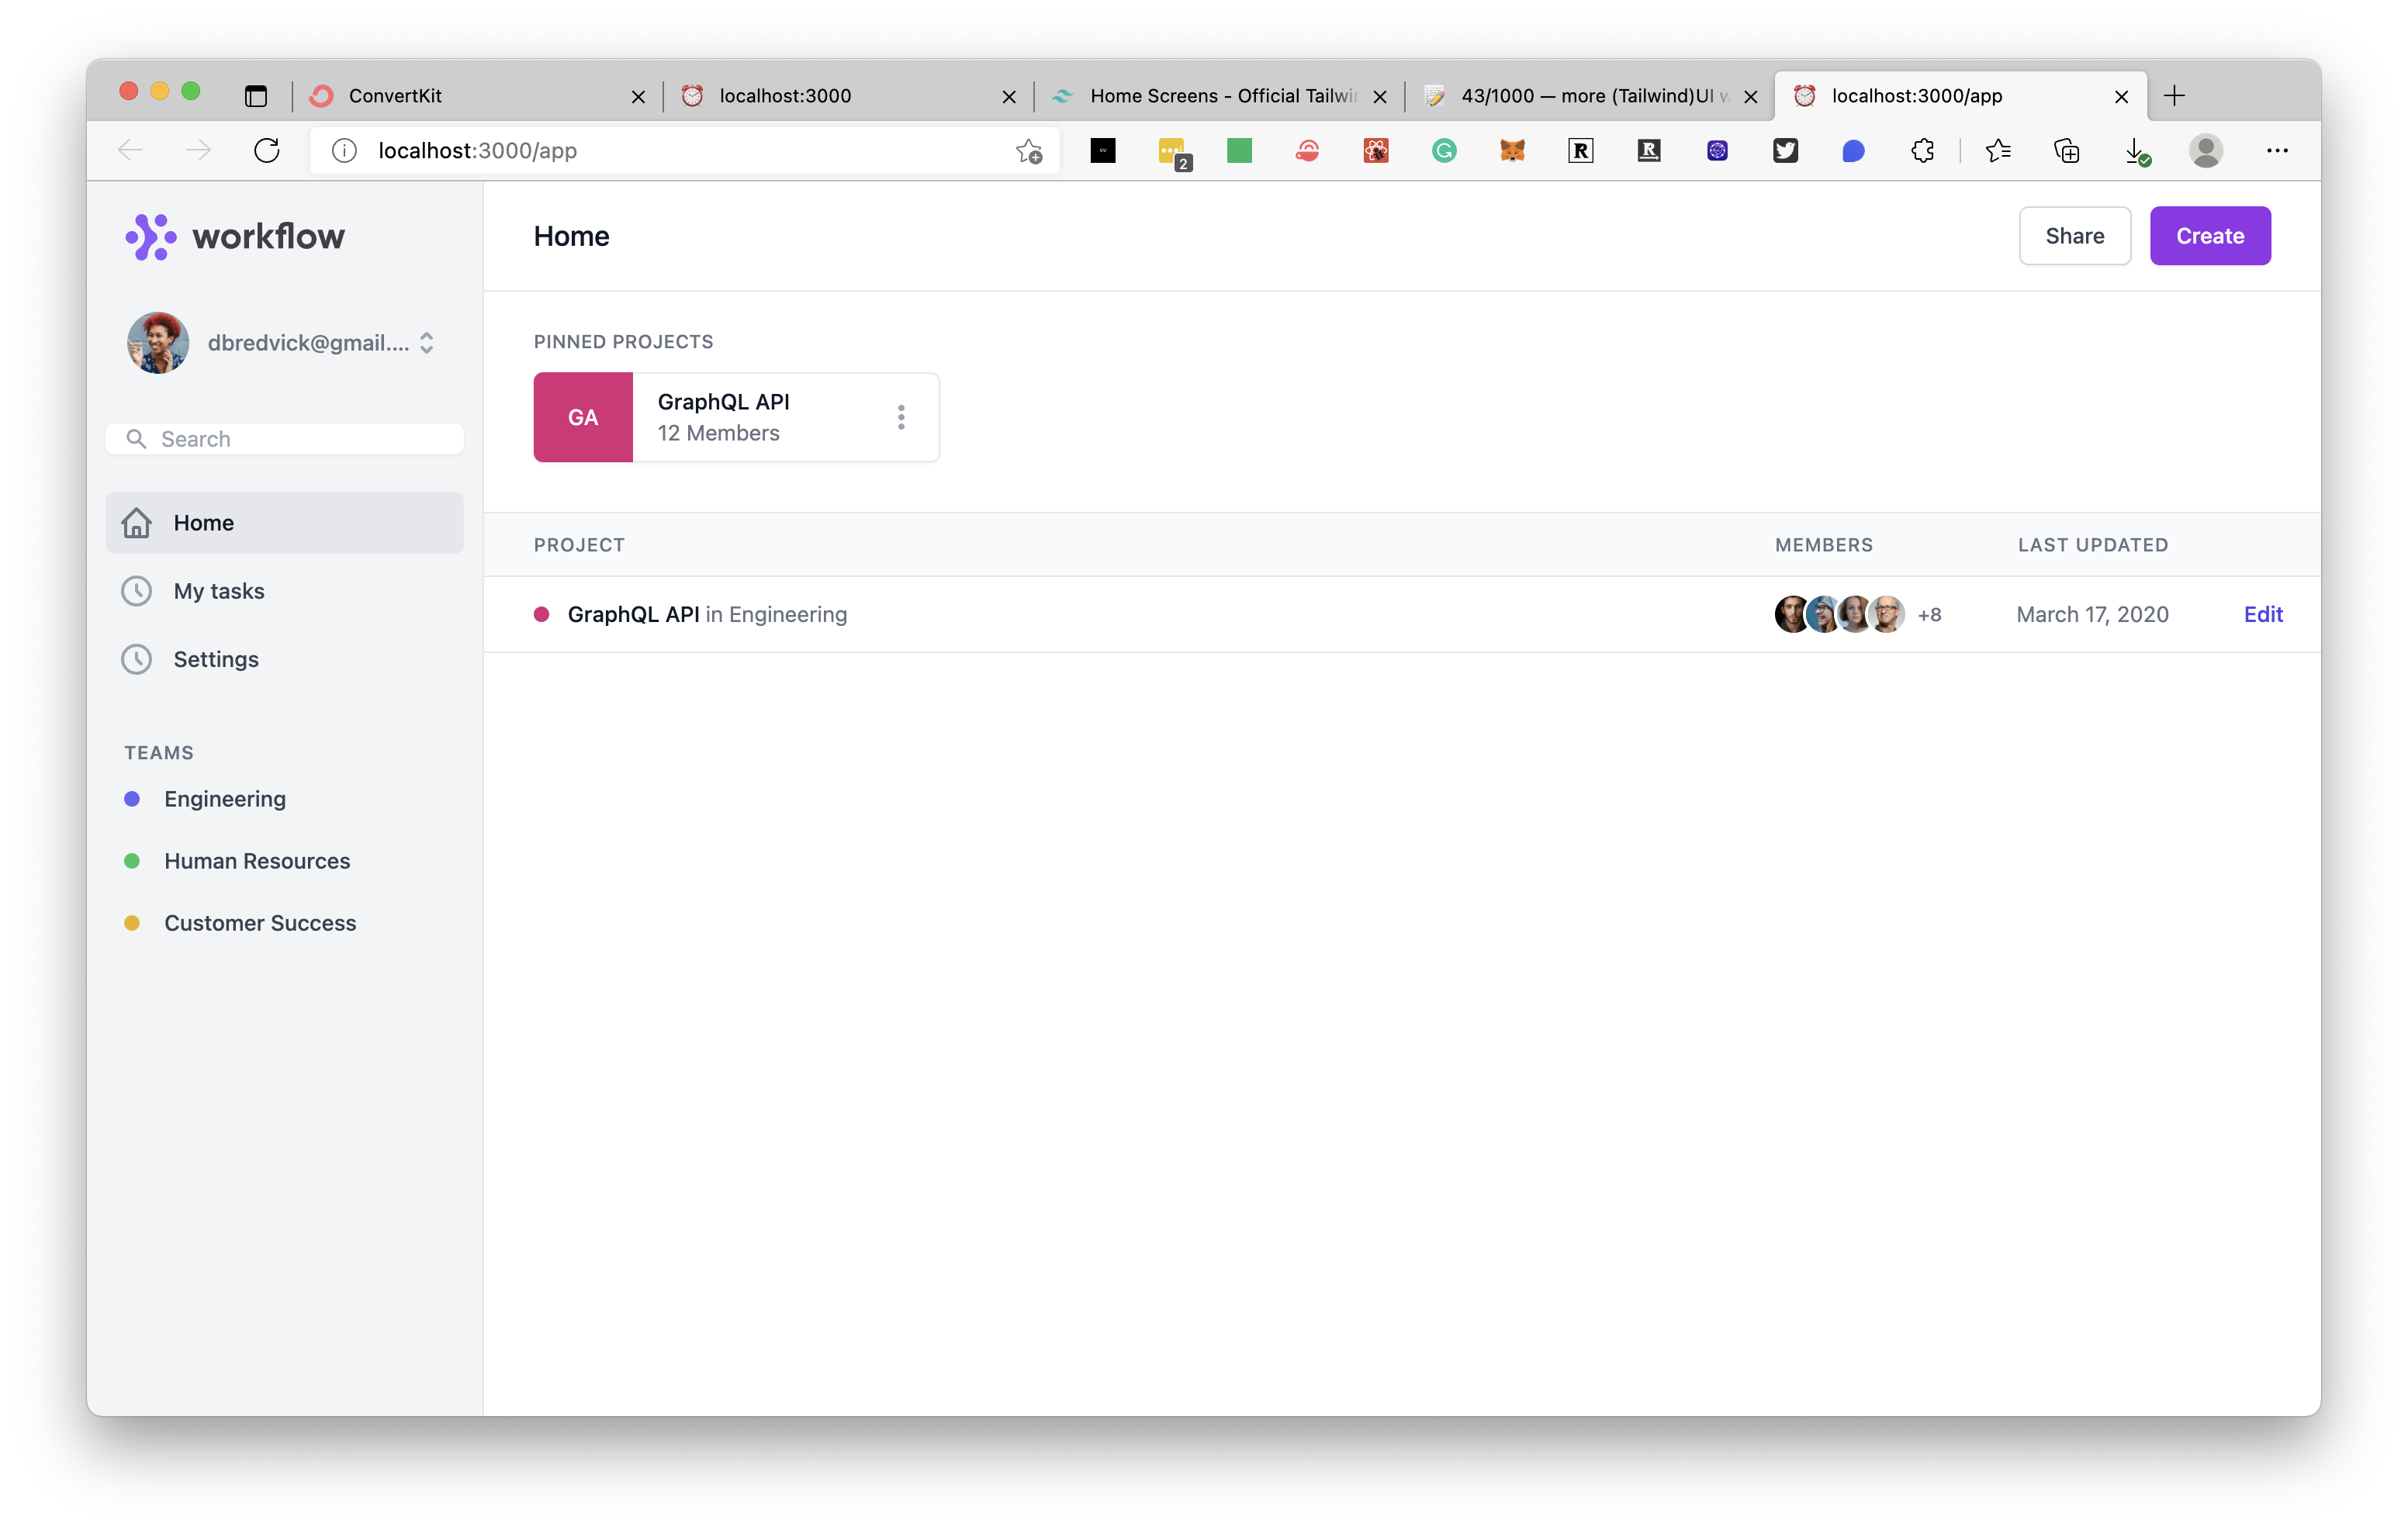 ConvertKit
localhost:3000
Home Screens - Official Tailwin
43/1000 — more (Tailwind)UI w
localhost:3000/app
localhost:3000/app
2
workflow
Home
Share
Create
dbredvick@gmail....
PINNED PROJECTS
GA
GraphQL API
12 Members
Search
Home
PROJECT
MEMBERS
LAST UPDATED
My tasks
GraphQL API in Engineering
+8
March 17, 2020
Edit
Settings
TEAMS
Engineering
Human Resources
Customer Success